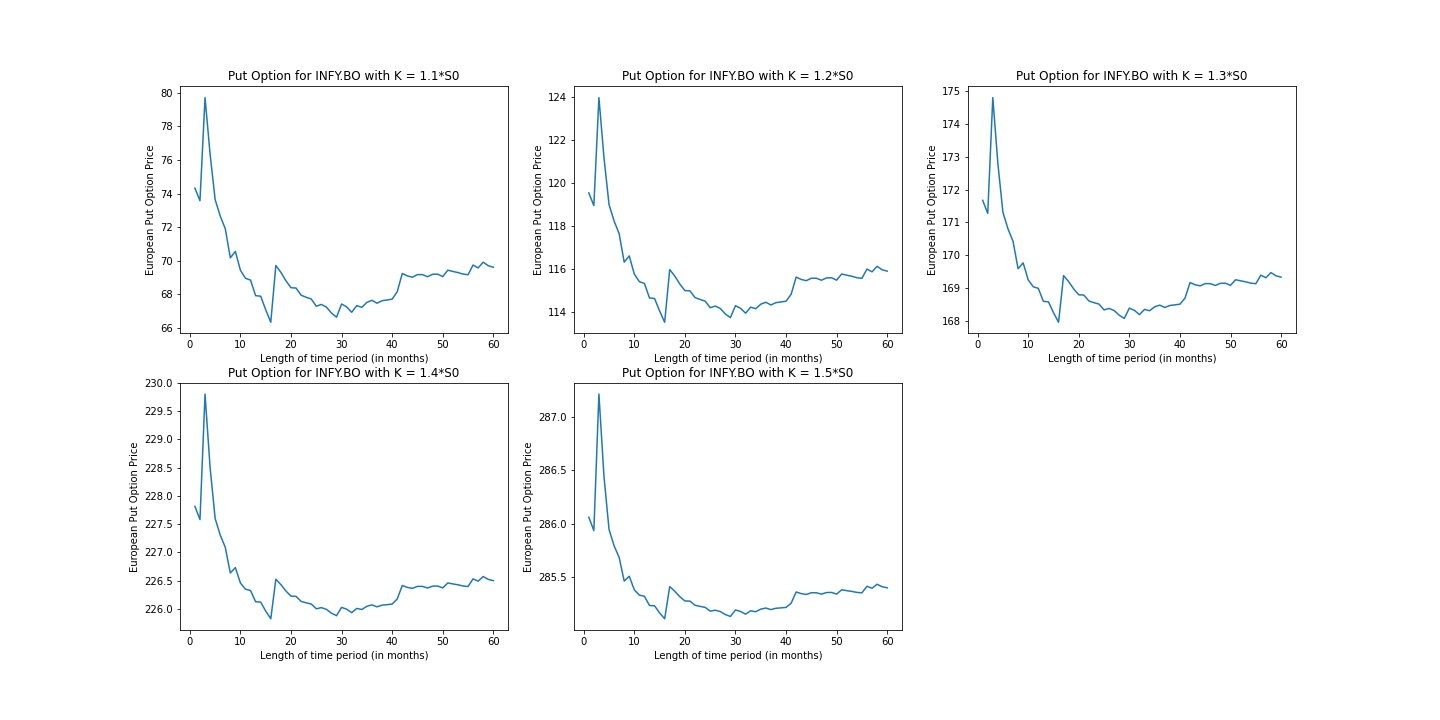 Put Option for INFY.BO with K = 1.1*S0
80
78
76
74
72
70
68
66
European Put Option Price
0 10 20 30 40 50 60
Length of time period (in months)
Put Option for INFY.BO with K = 1.2*S0
124
122
120
118
116
114
European Put Option Price
0 10 20 30 40 50 60
Length of time period (in months)
Put Option for INFY.BO with K = 1.3*S0
175
174
173
172
171
170
169
168
European Put Option Price
0 10 20 30 40 50 60
Length of time period (in months)
Put Option for INFY.BO with K = 1.4*S0
230.0
229.5
229.0
228.5
228.0
227.5
227.0
226.5
226.0
European Put Option Price
0 10 20 30 40 50 60
Length of time period (in months)
Put Option for INFY.BO with K = 1.5*S0
287.0
286.5
286.0
285.5
European Put Option Price
0 10 20 30 40 50 60
Length of time period (in months)